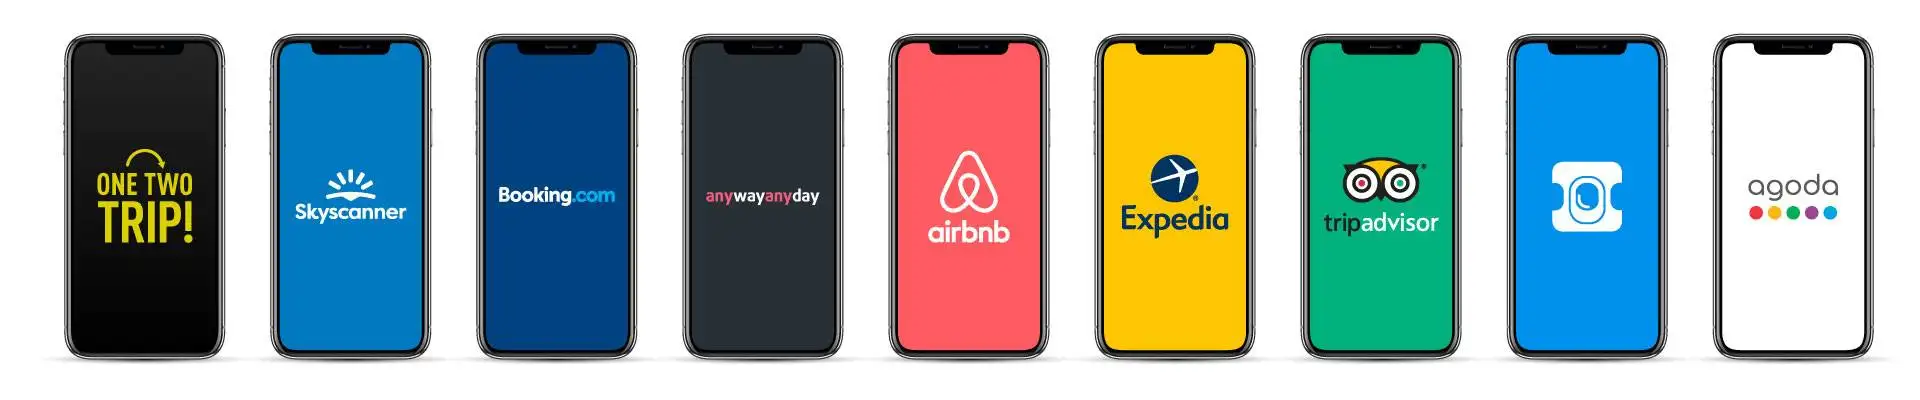 ONE TWO
TRIP!
Skyscanner
Booking.com
anywayanyday
airbnb
Expedia®
tripadvisor®
agoda